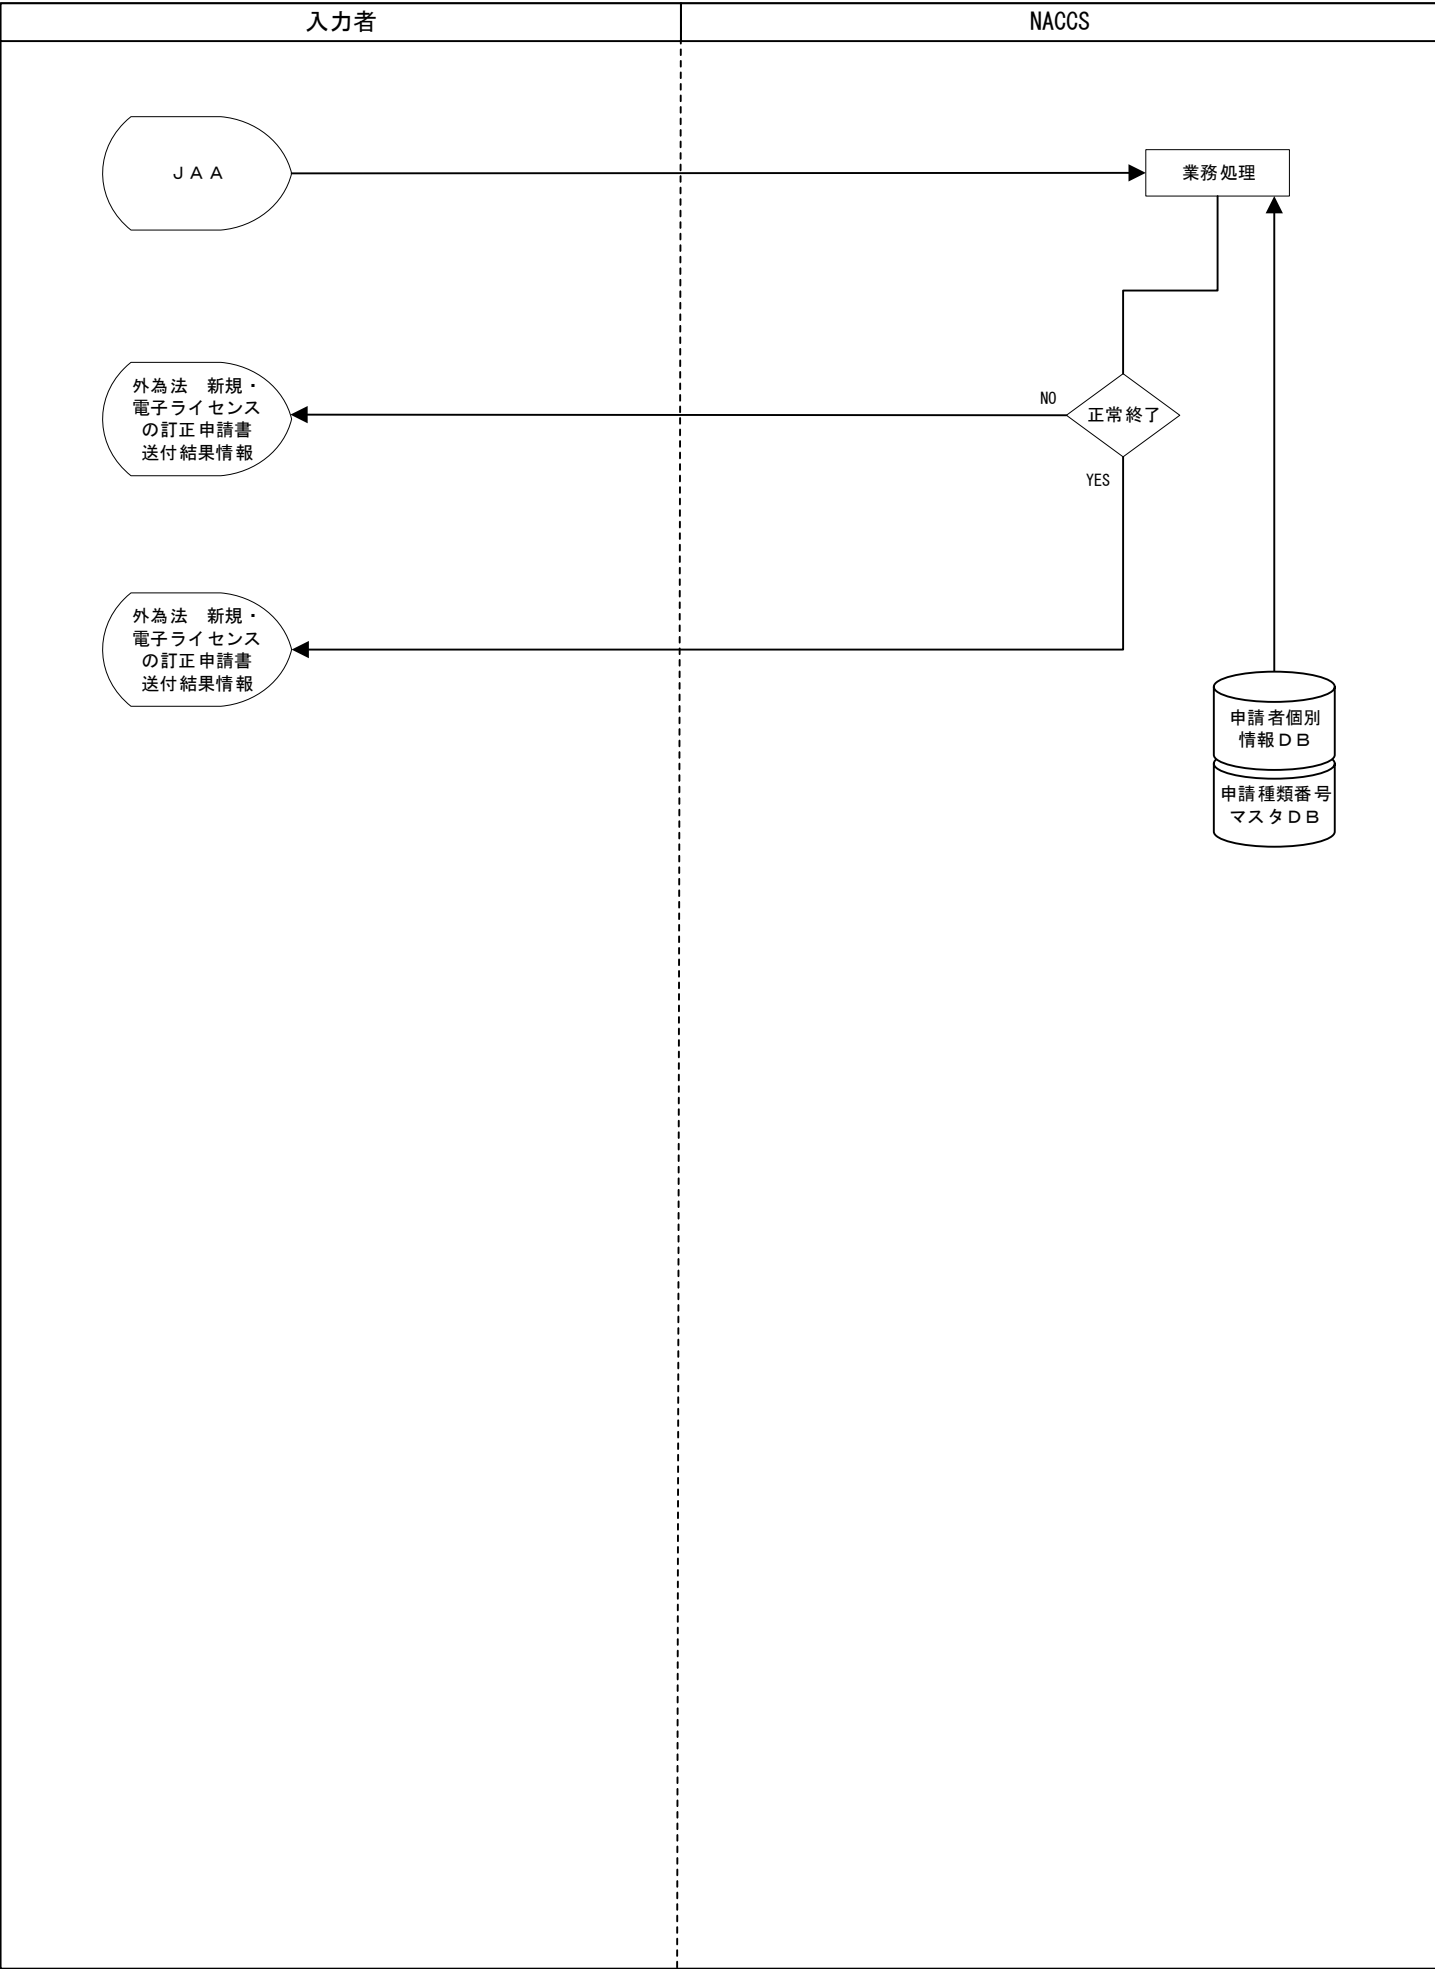 入力者
NACCS
ＪＡＡ
業務処理
外為法　新規・
電子ライセンス
の訂正申請書
送付結果情報
NO
正常終了
YES
外為法　新規・
電子ライセンス
の訂正申請書
送付結果情報
申請者個別
情報ＤＢ
申請種類番号
マスタＤＢ